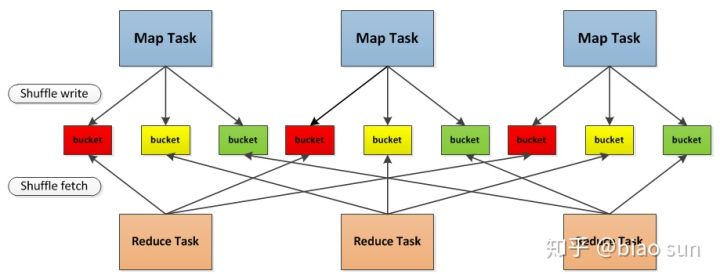 Map Task
Map Task
Map Task
Shuffle write
bucket
bucket
bucket
bucket
bucket
bucket
bucket
bucket
bucket
Shuffle fetch
Reduce Task
Reduce Task
Reduce Task
知乎 @biao sun